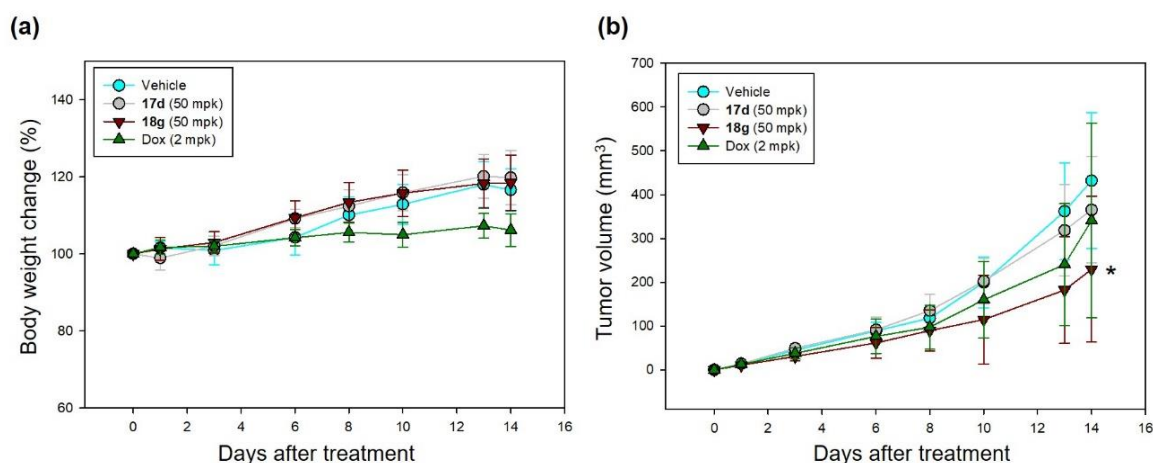 (a)
Body weight change (%)
140
120
100
80
60
Vehicle
17d (50 mpk)
18g (50 mpk)
Dox (2 mpk)
0 2 4 6 8 10 12 14 16
Days after treatment
(b)
Tumor volume (mm³)
700
600
500
400
300
200
100
0
Vehicle
17d (50 mpk)
18g (50 mpk)
Dox (2 mpk)
*
0 2 4 6 8 10 12 14 16
Days after treatment